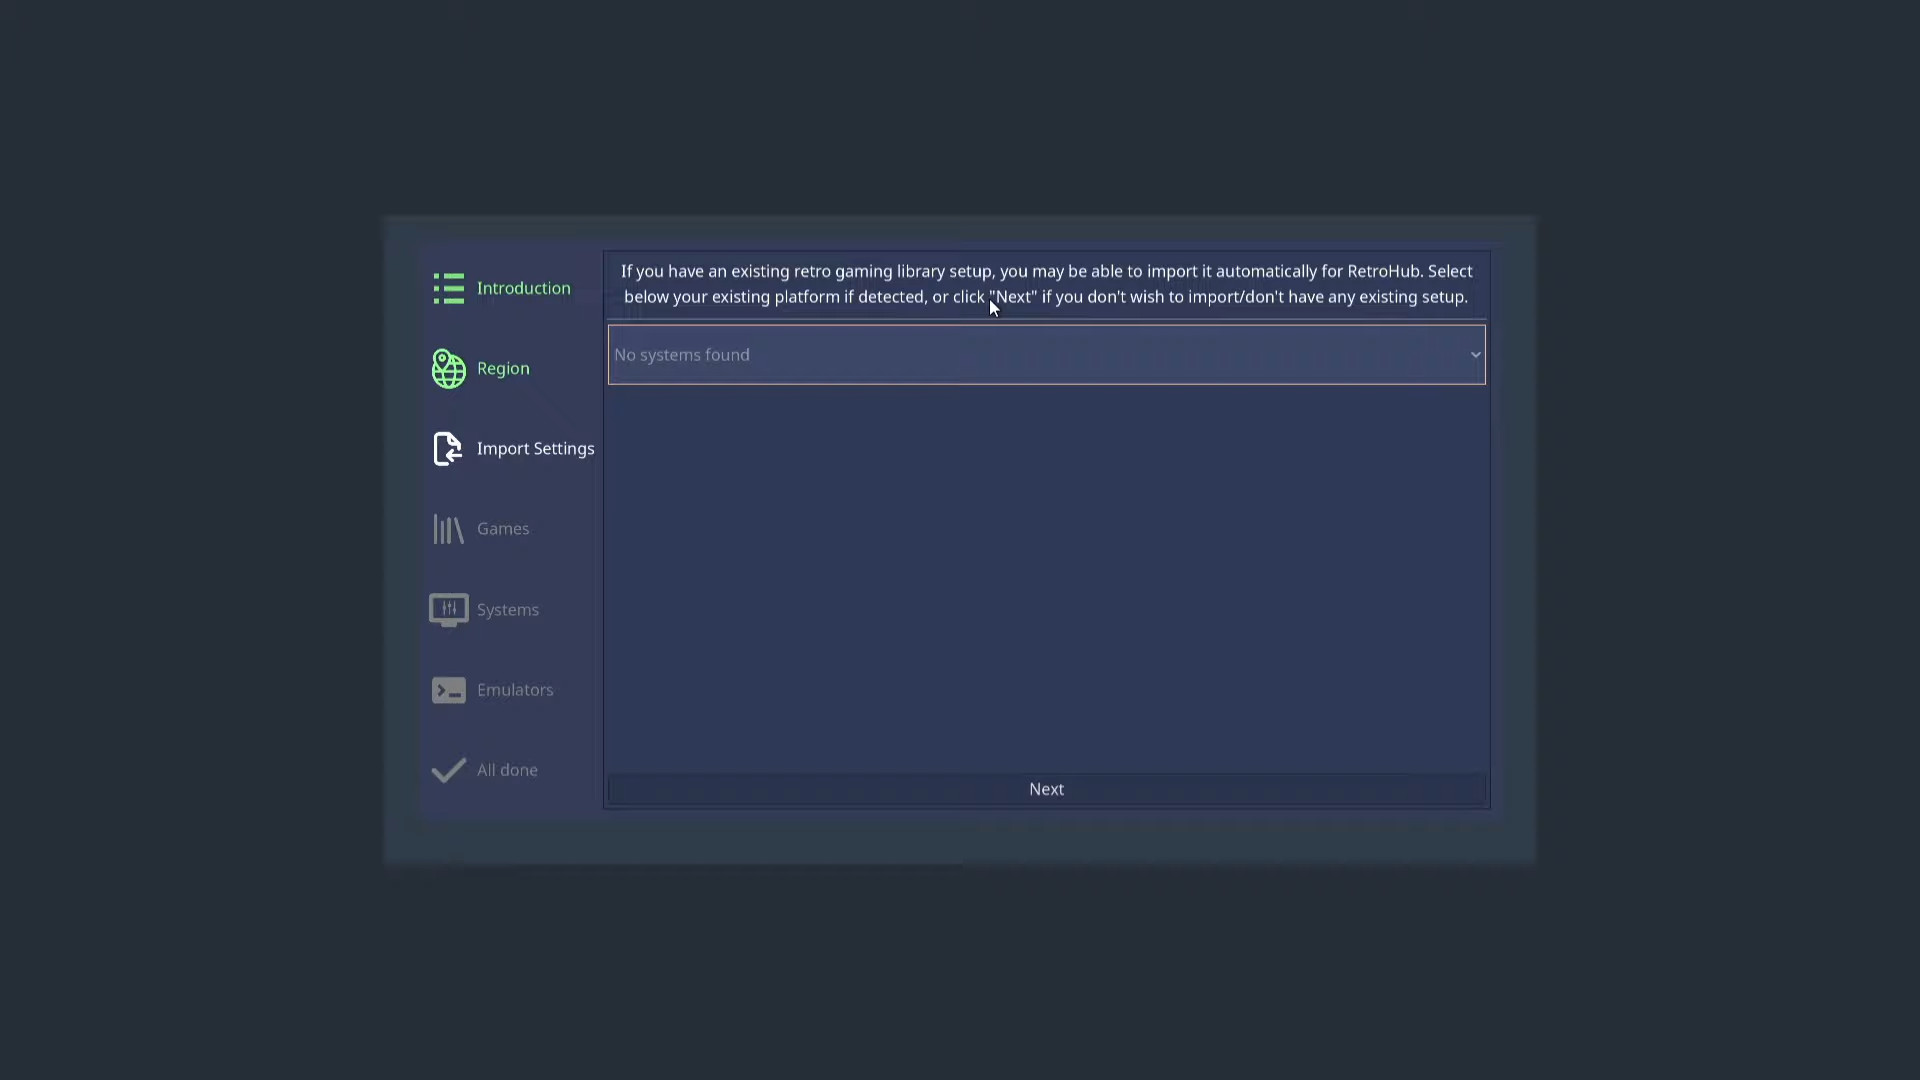 Introduction
Region
Import Settings
Games
Systems
Emulators
All done
If you have an existing retro gaming library setup, you may be able to import it automatically for RetroHub. Select
below your existing platform if detected, or click "Next" if you don't wish to import/don't have any existing setup.
No systems found
Next